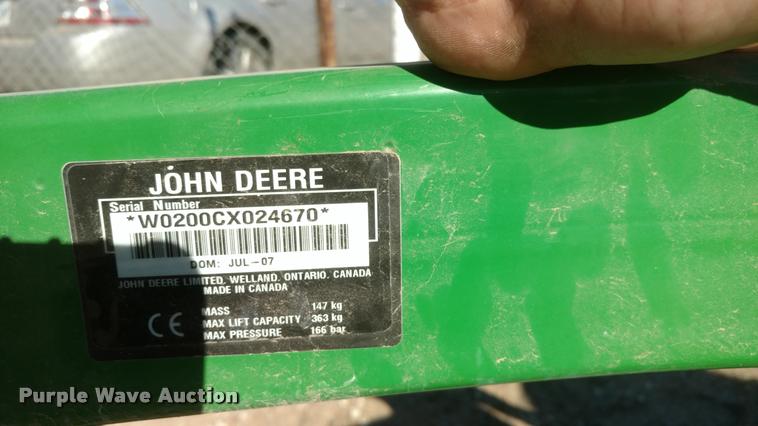 JOHN DEERE
Serial Number
*W0200CX024670*
DOM: JUL-07
JOHN DEERE LIMITED, WELLAND, ONTARIO, CANADA
MADE IN CANADA
CE
MASS 147 kg
MAX LIFT CAPACITY 363 kg
MAX PRESSURE 166 bar
Purple Wave Auction